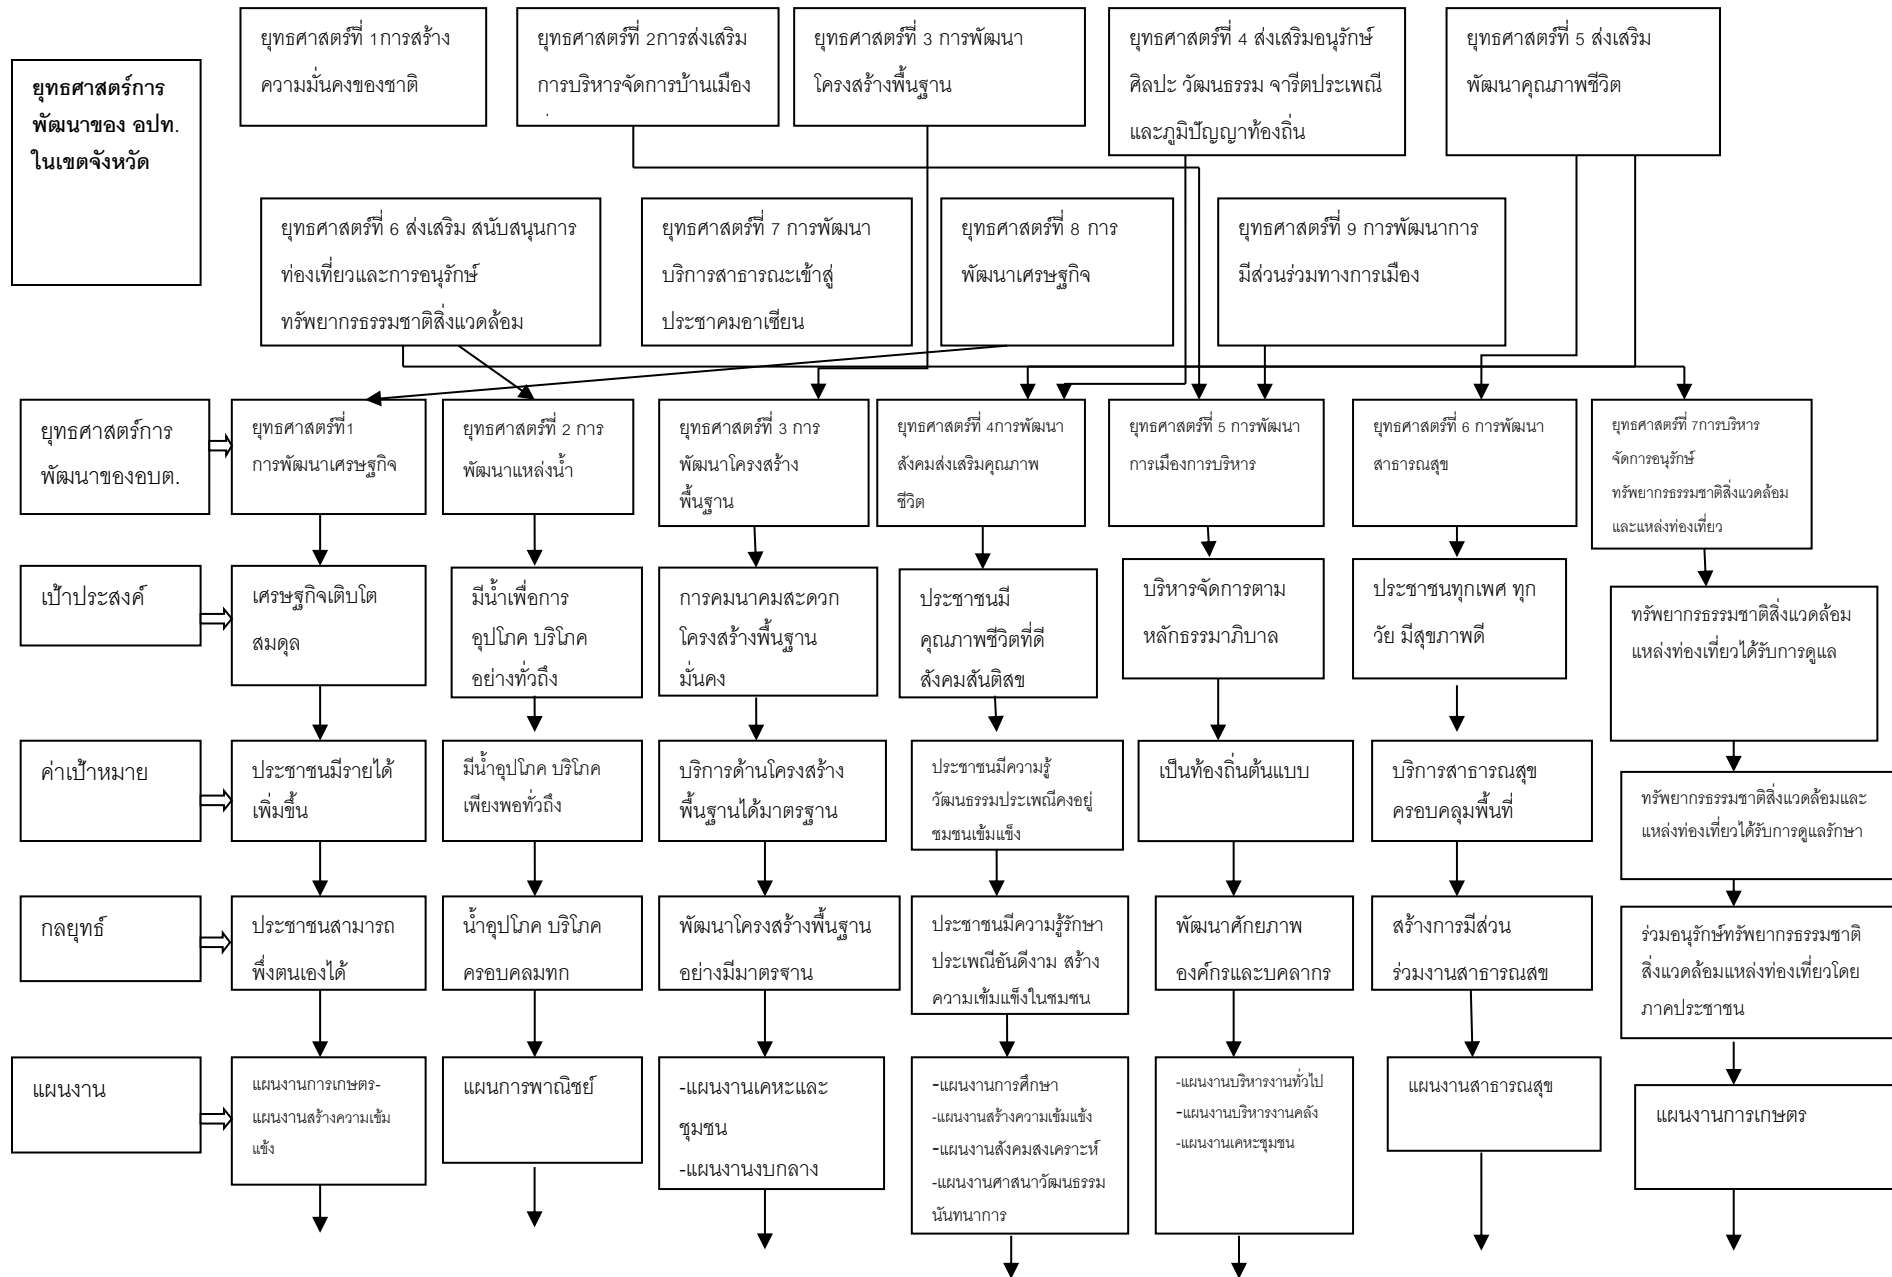 ยุทธศาสตร์การ
พัฒนาของ อปท.
ในเขตจังหวัด
ยุทธศาสตร์ที่ 1การสร้าง
ความมั่นคงของชาติ
ยุทธศาสตร์ที่ 2การส่งเสริม
การบริหารจัดการบ้านเมือง
ยุทธศาสตร์ที่ 3 การพัฒนา
โครงสร้างพื้นฐาน
ยุทธศาสตร์ที่ 4 ส่งเสริมอนุรักษ์
ศิลปะ วัฒนธรรม จารีตประเพณี
และภูมิปัญญาท้องถิ่น
ยุทธศาสตร์ที่ 5 ส่งเสริม
พัฒนาคุณภาพชีวิต
ยุทธศาสตร์ที่ 6 ส่งเสริม สนับสนุนการ
ท่องเที่ยวและการอนุรักษ์
ทรัพยากรธรรมชาติสิ่งแวดล้อม
ยุทธศาสตร์ที่ 7 การพัฒนา
บริการสาธารณะเข้าสู่
ประชาคมอาเซียน
ยุทธศาสตร์ที่ 8 การ
พัฒนาเศรษฐกิจ
ยุทธศาสตร์ที่ 9 การพัฒนาการ
มีส่วนร่วมทางการเมือง
ยุทธศาสตร์การ
พัฒนาของอบต.
ยุทธศาสตร์ที่1
การพัฒนาเศรษฐกิจ
ยุทธศาสตร์ที่ 2 การ
พัฒนาแหล่งน้ำ
ยุทธศาสตร์ที่ 3 การ
พัฒนาโครงสร้าง
พื้นฐาน
ยุทธศาสตร์ที่ 4การพัฒนา
สังคมส่งเสริมคุณภาพ
ชีวิต
ยุทธศาสตร์ที่ 5 การพัฒนา
การเมืองการบริหาร
ยุทธศาสตร์ที่ 6 การพัฒนา
สาธารณสุข
ยุทธศาสตร์ที่ 7การบริหาร
จัดการอนุรักษ์
ทรัพยากรธรรมชาติสิ่งแวดล้อม
และแหล่งท่องเที่ยว
เป้าประสงค์
เศรษฐกิจเติบโต
สมดุล
มีน้ำเพื่อการ
อุปโภค บริโภค
อย่างทั่วถึง
การคมนาคมสะดวก
โครงสร้างพื้นฐาน
มั่นคง
ประชาชนมี
คุณภาพชีวิตที่ดี
สังคมสันติสข
บริหารจัดการตาม
หลักธรรมาภิบาล
ประชาชนทุกเพศ ทุก
วัย มีสุขภาพดี
ทรัพยากรธรรมชาติสิ่งแวดล้อม
แหล่งท่องเที่ยวได้รับการดูแล
ค่าเป้าหมาย
ประชาชนมีรายได้
เพิ่มขึ้น
มีน้ำอุปโภค บริโภค
เพียงพอทั่วถึง
บริการด้านโครงสร้าง
พื้นฐานได้มาตรฐาน
ประชาชนมีความรู้
วัฒนธรรมประเพณีคงอยู่
ชุมชนเข้มแข็ง
เป็นท้องถิ่นต้นแบบ
บริการสาธารณสุข
ครอบคลุมพื้นที่
ทรัพยากรธรรมชาติสิ่งแวดล้อมและ
แหล่งท่องเที่ยวได้รับการดูแลรักษา
กลยุทธ์
ประชาชนสามารถ
พึ่งตนเองได้
น้ำอุปโภค บริโภค
ครอบคลมทก
พัฒนาโครงสร้างพื้นฐาน
อย่างมีมาตรฐาน
ประชาชนมีความรู้รักษา
ประเพณีอันดีงาม สร้าง
ความเข้มแข็งในชุมชน
พัฒนาศักยภาพ
องค์กรและบคลากร
สร้างการมีส่วน
ร่วมงานสาธารณสข
ร่วมอนุรักษ์ทรัพยากรธรรมชาติ
สิ่งแวดล้อมแหล่งท่องเที่ยวโดย
ภาคประชาชน
แผนงาน
แผนงานการเกษตร-
แผนงานสร้างความเข้ม
แข้ง
แผนการพาณิชย์
-แผนงานเคหะและ
ชุมชน
-แผนงานงบกลาง
-แผนงานการศึกษา
-แผนงานสร้างความเข้มแข้ง
-แผนงานสังคมสงเคราะห์
-แผนงานศาสนาวัฒนธรรม
นันทนาการ
-แผนงานบริหารงานทั่วไป
-แผนงานบริหารงานคลัง
-แผนงานเคหะชุมชน
แผนงานสาธารณสุข
แผนงานการเกษตร